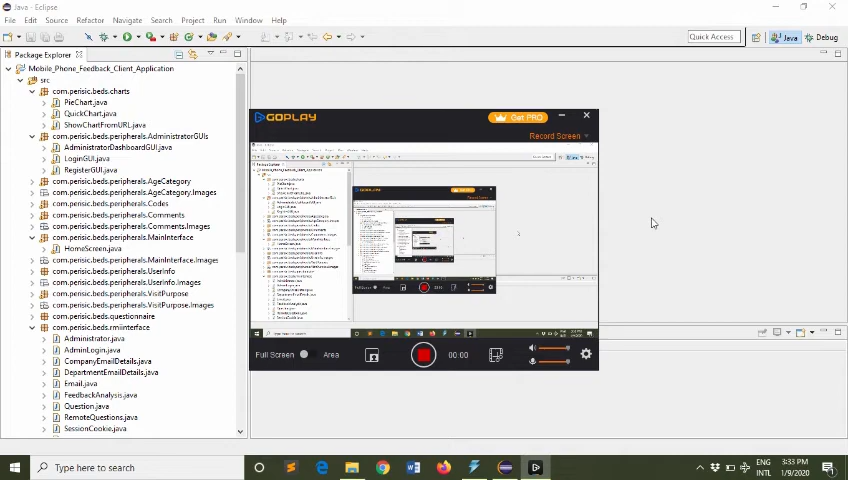 Java - Eclipse
File Edit Source Refactor Navigate Search Project Run Window Help
Quick Access
Java
Debug
Package Explorer
Mobile_Phone_Feedback_Client_Application
src
com.perisic.beds.charts
PieChart.java
QuickChart.java
ShowChartFromURL.java
com.perisic.beds.peripherals.AdministratorGUIs
AdministratorDashboardGUI.java
LoginGUI.java
RegisterGUI.java
com.perisic.beds.peripherals.AgeCategory
com.perisic.beds.peripherals.AgeCategory.Images
com.perisic.beds.peripherals.Codes
com.perisic.beds.peripherals.Comments
com.perisic.beds.peripherals.Comments.Images
com.perisic.beds.peripherals.MainInterface
HomeScreen.java
com.perisic.beds.peripherals.MainInterface.Images
com.perisic.beds.peripherals.UserInfo
com.perisic.beds.peripherals.UserInfo.Images
com.perisic.beds.peripherals.VisitPurpose
com.perisic.beds.peripherals.VisitPurpose.Images
com.perisic.beds.questionnaire
com.perisic.beds.rmiinterface
Administrator.java
AdminLogin.java
CompanyEmailDetails.java
DepartmentEmailDetails.java
Email.java
FeedbackAnalysis.java
Question.java
RemoteQuestions.java
SessionCookie.java
GOPLAY
Get PRO
Record Screen
Full Screen
Area
00:00
Type here to search
ENG
INTL
3:33 PM
1/9/2020